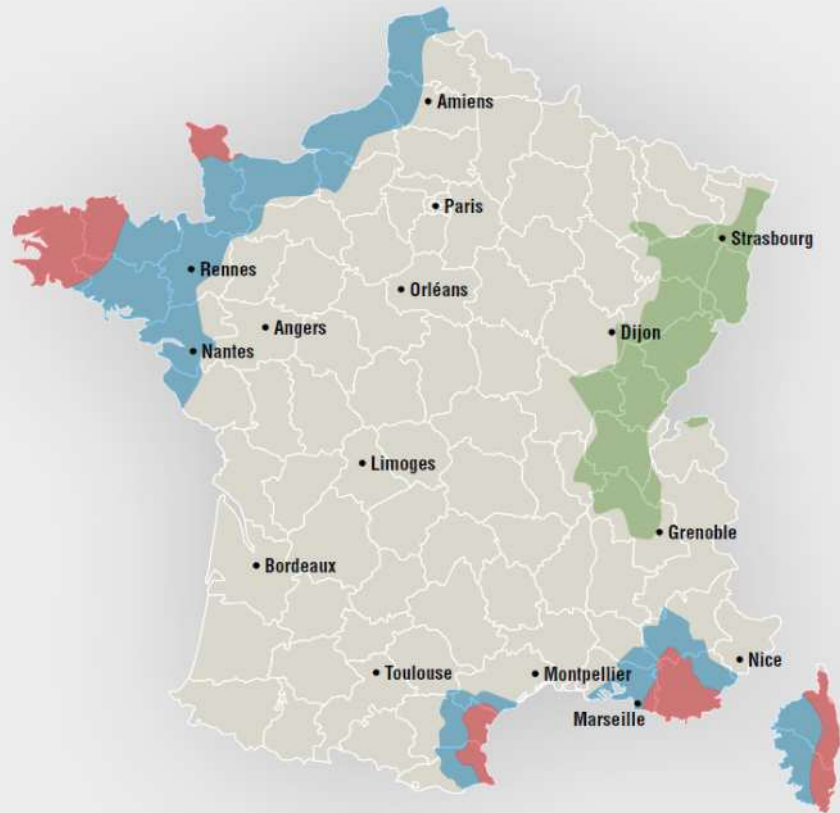 Amiens
Paris
Strasbourg
Rennes
Orléans
Angers
Dijon
Nantes
Limoges
Grenoble
Bordeaux
Nice
Toulouse
Montpellier
Marseille